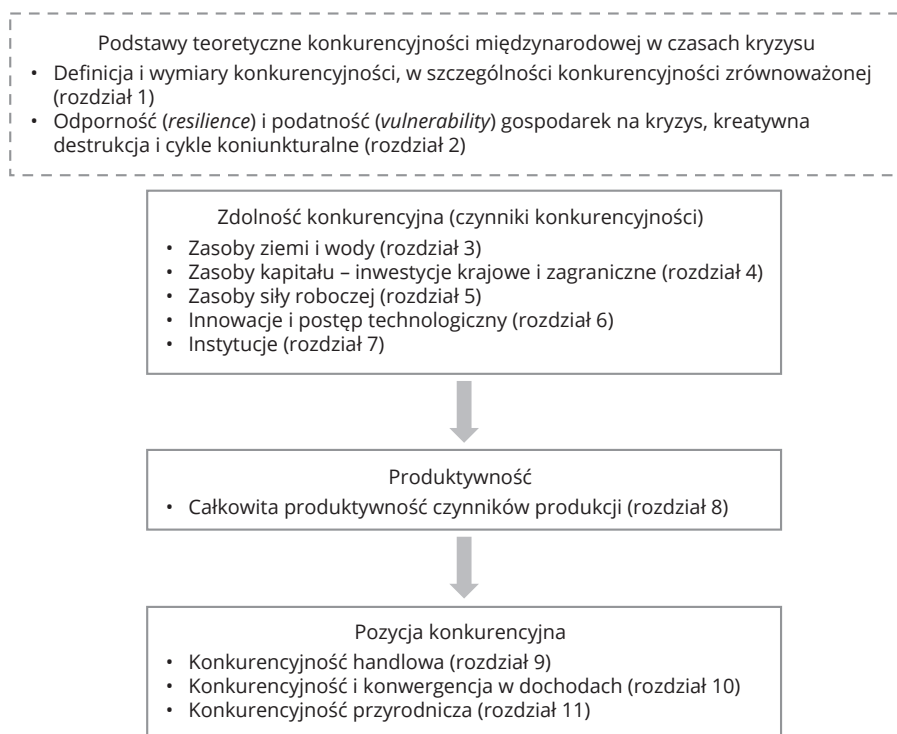 Podstawy teoretyczne konkurencyjności międzynarodowej w czasach kryzysu
• Definicja i wymiary konkurencyjności, w szczególności konkurencyjności zrównoważonej
(rozdział 1)
• Odporność (resilience) i podatność (vulnerability) gospodarek na kryzys, kreatywna
destrukcja i cykle koniunkturalne (rozdział 2)
Zdolność konkurencyjna (czynniki konkurencyjności)
• Zasoby ziemi i wody (rozdział 3)
• Zasoby kapitału – inwestycje krajowe i zagraniczne (rozdział 4)
• Zasoby siły roboczej (rozdział 5)
• Innowacje i postęp technologiczny (rozdział 6)
• Instytucje (rozdział 7)
Produktywność
• Całkowita produktywność czynników produkcji (rozdział 8)
Pozycja konkurencyjna
• Konkurencyjność handlowa (rozdział 9)
• Konkurencyjność i konwergencja w dochodach (rozdział 10)
• Konkurencyjność przyrodnicza (rozdział 11)